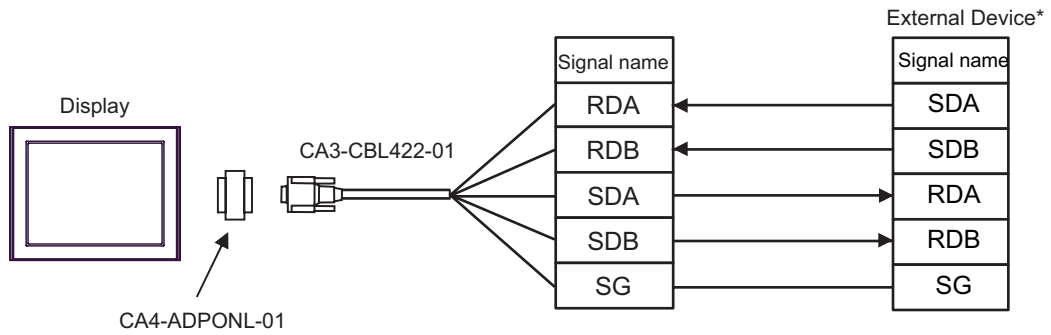 External Device*
Signal name
Signal name
Display
RDA
SDA
CA3-CBL422-01
RDB
SDB
SDA
RDA
SDB
RDB
SG
SG
CA4-ADPONL-01